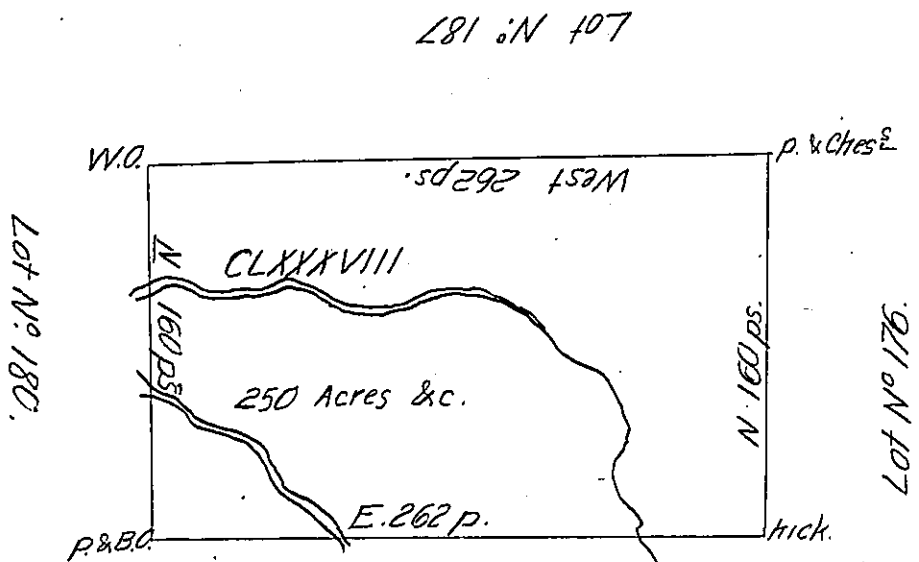 Lot No. 187
W.O.
P. & Chess
West 262 ps.
Lot No. 180.
N 160 ps
CLXXXVIII
N. 160 ps.
Lot No 176.
250 Acres &c.
E. 262 p.
P. & B.O.
hick.